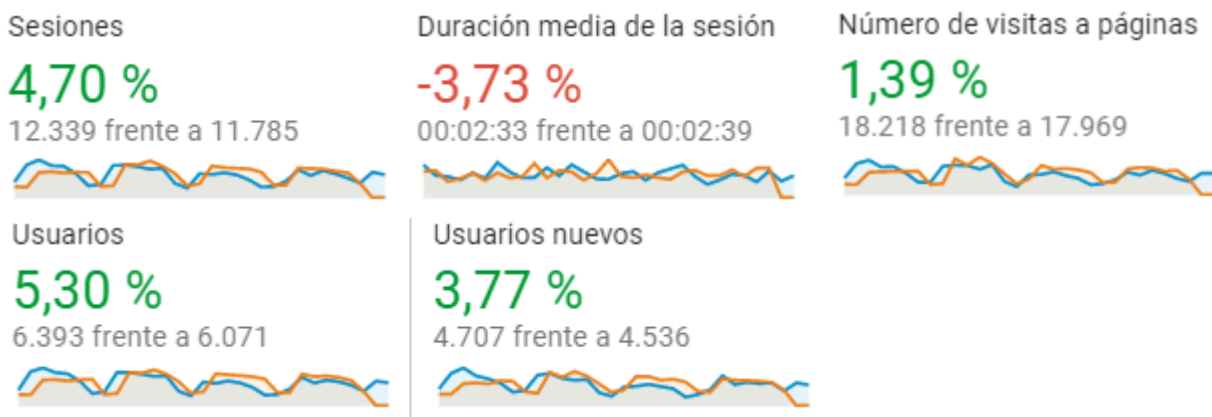 Sesiones
4,70 %
12.339 frente a 11.785
Duración media de la sesión
-3,73 %
00:02:33 frente a 00:02:39
Número de visitas a páginas
1,39 %
18.218 frente a 17.969
Usuarios
5,30 %
6.393 frente a 6.071
Usuarios nuevos
3,77 %
4.707 frente a 4.536